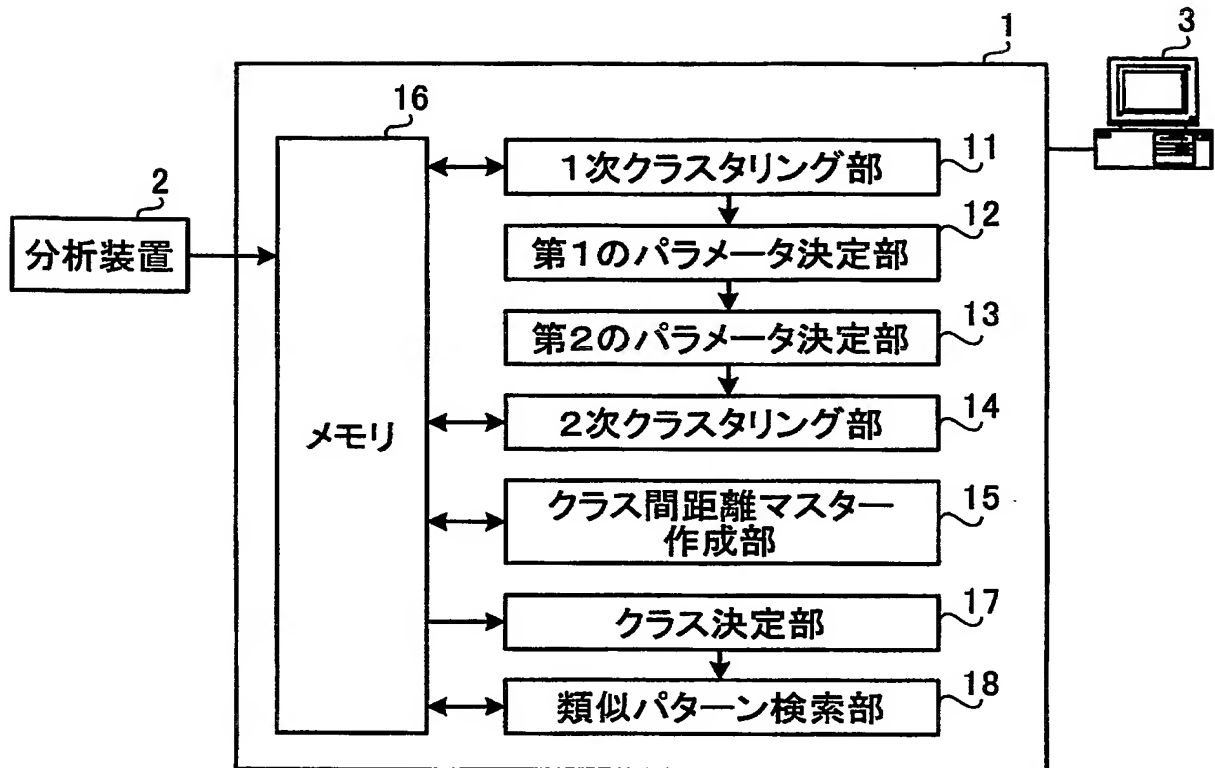 1
3
16
2
分析装置
メモリ
1次クラスタリング部
11
12
第1のパラメータ決定部
13
第2のパラメータ決定部
2次クラスタリング部
14
クラス間距離マスター
作成部
15
クラス決定部
17
類似パターン検索部
18